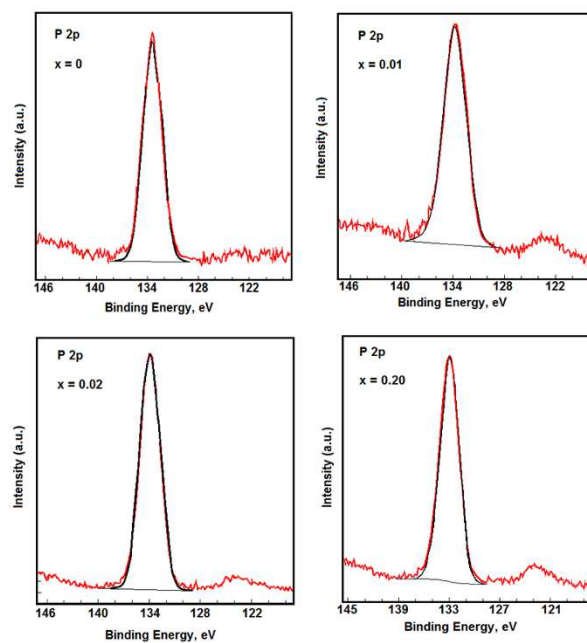 P 2p
x = 0
Intensity (a.u.)
146 140 134 128 122
Binding Energy, eV
P 2p
x = 0.01
Intensity (a.u.)
146 140 134 128 122
Binding Energy, eV
P 2p
x = 0.02
Intensity (a.u.)
146 140 134 128 122
Binding Energy, eV
P 2p
x = 0.20
Intensity (a.u.)
145 139 133 127 121
Binding Energy, eV